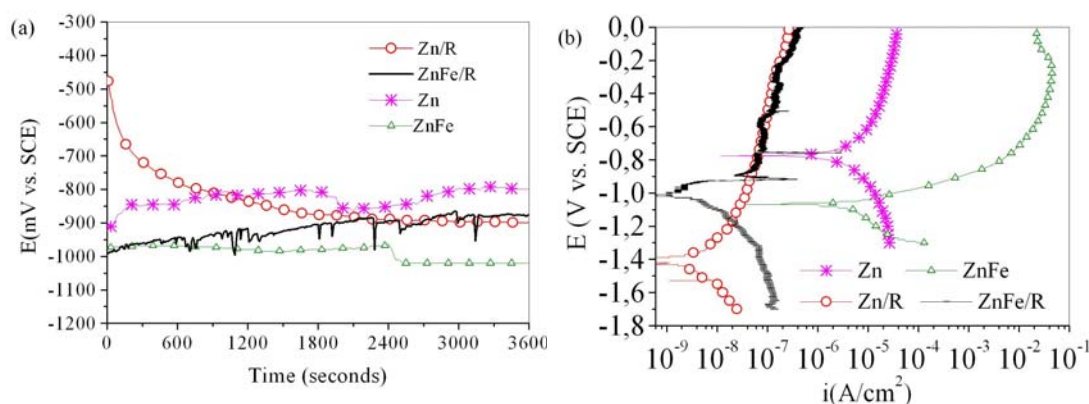 (a)
-300
-400
-500
-600
-700
-800
-900
-1000
-1100
-1200
E(mV vs. SCE)
0 600 1200 1800 2400 3000 3600
Time (seconds)
Zn/R
ZnFe/R
Zn
ZnFe
(b)
0,0
-0,2
-0,4
-0,6
-0,8
-1,0
-1,2
-1,4
-1,6
-1.8
E (V vs. SCE)
10⁻⁹ 10⁻⁸ 10⁻⁷ 10⁻⁶ 10⁻⁵ 10⁻⁴ 10⁻³ 10⁻² 10⁻¹
i(A/cm²)
Zn ZnFe
Zn/R ZnFe/R